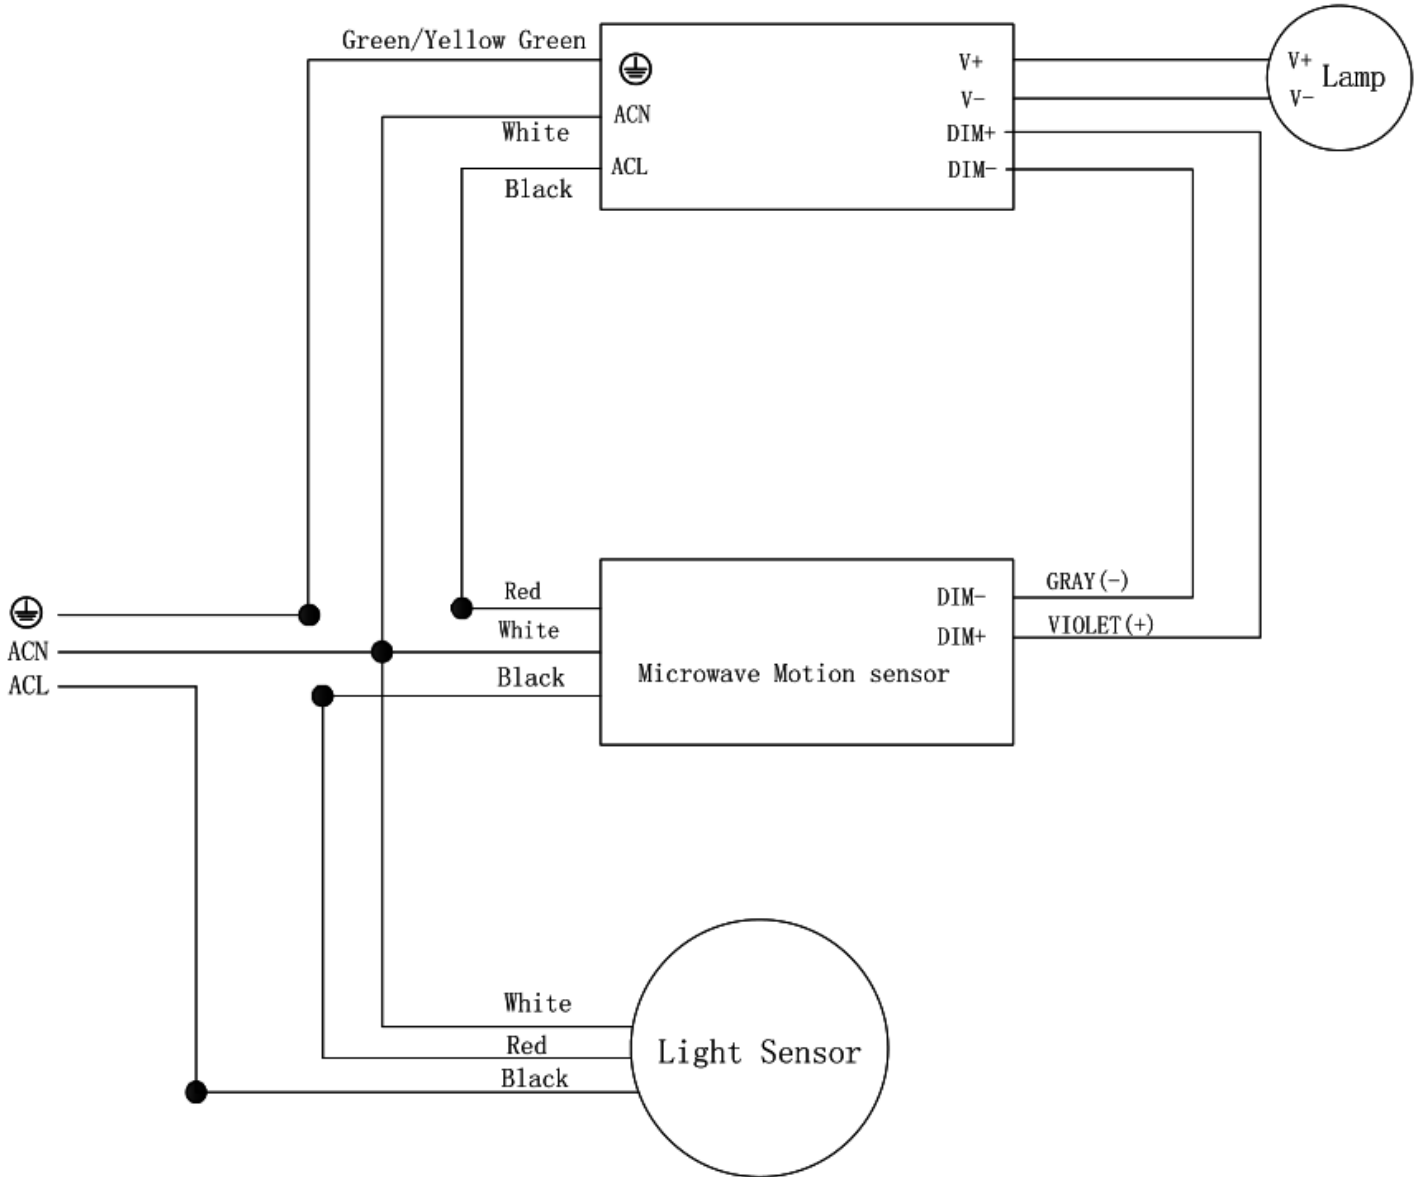 Green/Yellow Green
ACN
White
ACL
Black
V+
V-
DIM+
DIM-
V+
V-
Lamp
Red
White
Black
DIM-
DIM+
Microwave Motion sensor
GRAY(-)
VIOLET(+)
ACN
ACL
White
Red
Black
Light Sensor